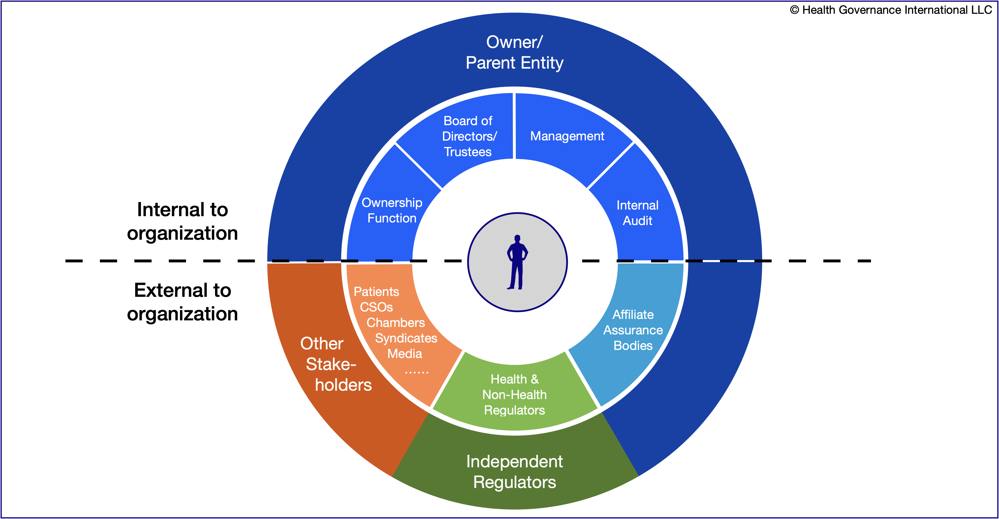 © Health Governance International LLC
Owner/
Parent Entity
Board of
Directors/
Trustees
Management
Ownership
Function
Internal
Audit
Internal to
organization
External to
organization
Patients
CSOs
Chambers
Syndicates
Media
......
Affiliate
Assurance
Bodies
Other
Stake-
holders
Health &
Non-Health
Regulators
Independent
Regulators